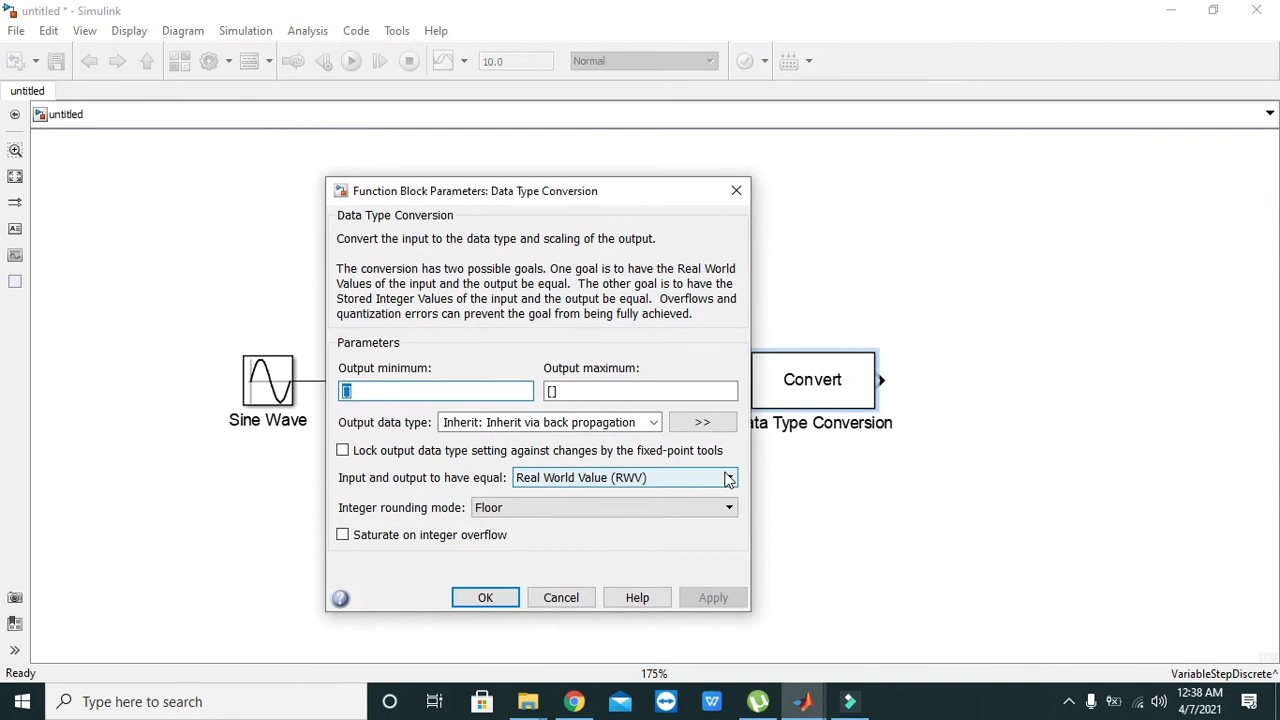 untitled * - Simulink
File Edit View Display Diagram Simulation Analysis Code Tools Help
10.0 Normal
untitled
untitled
Function Block Parameters: Data Type Conversion
Data Type Conversion
Convert the input to the data type and scaling of the output.
The conversion has two possible goals. One goal is to have the Real World
Values of the input and the output be equal. The other goal is to have the
Stored Integer Values of the input and the output be equal. Overflows and
quantization errors can prevent the goal from being fully achieved.
Parameters
Output minimum: Output maximum:
[] []
Output data type: Inherit: Inherit via back propagation >>
Lock output data type setting against changes by the fixed-point tools
Input and output to have equal: Real World Value (RWV)
Integer rounding mode: Floor
Saturate on integer overflow
OK Cancel Help Apply
Sine Wave
Convert
ata Type Conversion
Ready 175% VariableStepDiscrete
Type here to search
12:38 AM
4/7/2021